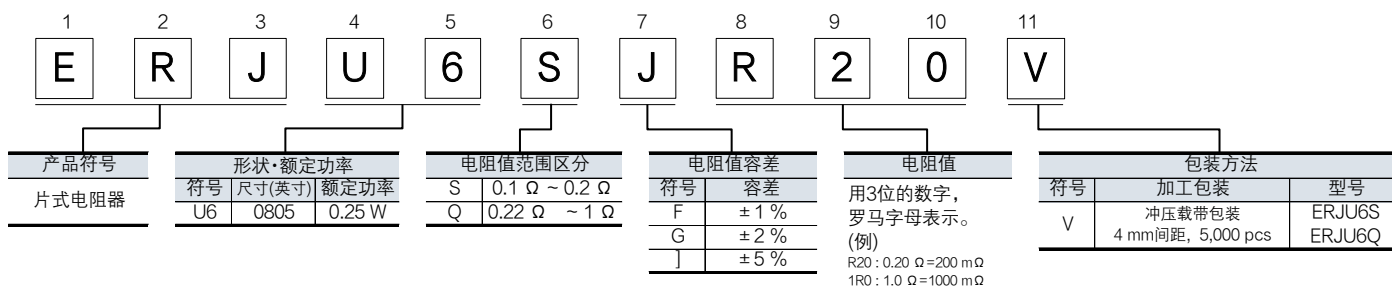 1 2 3 4 5 6 7 8 9 10 11
E R J U 6 S J R 2 0 V
产品符号
片式电阻器
形状·额定功率
符号 尺寸(英寸) 额定功率
U6 0805 0.25 W
电阻值范围区分
S 0.1 Ω ~ 0.2 Ω
Q 0.22 Ω ~ 1 Ω
电阻值容差
符号 容差
F ±1 %
G ±2 %
J ±5 %
电阻值
用3位的数字，
罗马字母表示。
(例)
R20 : 0.20 Ω=200 mΩ
1R0 : 1.0 Ω=1000 mΩ
包装方法
符号 加工包装 型号
V 冲压载带包装 4 mm间距, 5,000 pcs ERJU6S
ERJU6Q